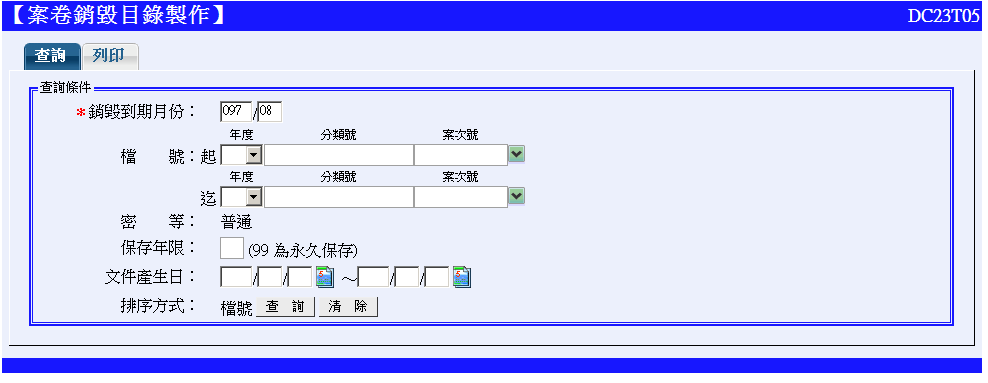 【案卷銷毀目錄製作】 DC23T05
查詢 列印
查詢條件
*銷毀到期月份： 097/08
年度 分類號 案次號
檔 號：起
年度 分類號 案次號
迄
密 等： 普通
保存年限： (99 為永久保存)
文件產生日： / / ～ / /
排序方式： 檔號 查 詢 清 除